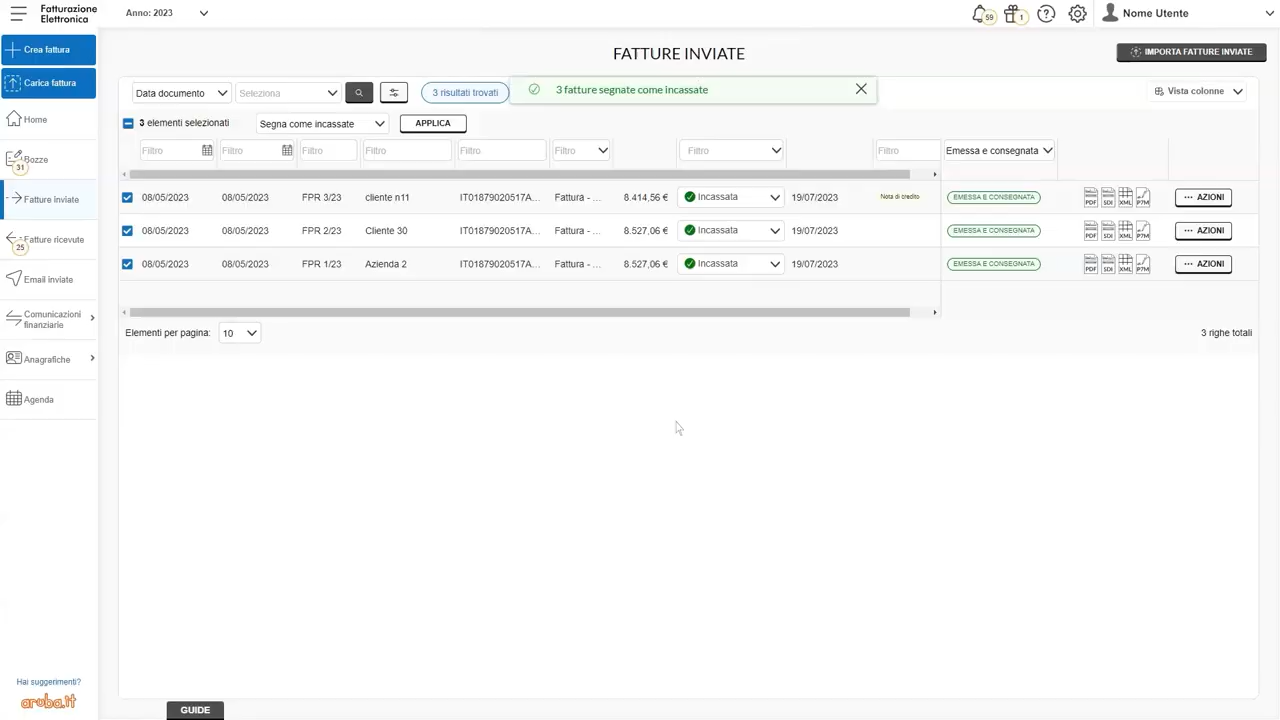 Fatturazione
Elettronica
Anno: 2023
59
1
Nome Utente
Crea fattura
Carica fattura
Home
Bozze
31
Fatture inviate
Fatture ricevute
25
Email inviate
Comunicazioni
finanziarie
Anagrafiche
Agenda
Hai suggerimenti?
aruba.it
FATTURE INVIATE
IMPORTA FATTURE INVIATE
Data documento
Seleziona
3 risultati trovati
3 fatture segnate come incassate
Vista colonne
3 elementi selezionati
Segna come incassate
APPLICA
Filtro Filtro Filtro Filtro Filtro Filtro Filtro Filtro Emessa e consegnata
08/05/2023 08/05/2023 FPR 3/23 cliente n11 IT01879020517A... Fattura - ... 8.414,56 € Incassata 19/07/2023 Nota di credito EMESSA E CONSEGNATA PDF SDI XML P7M ··· AZIONI
08/05/2023 08/05/2023 FPR 2/23 Cliente 30 IT01879020517A... Fattura - ... 8.527,06 € Incassata 19/07/2023 EMESSA E CONSEGNATA PDF SDI XML P7M ··· AZIONI
08/05/2023 08/05/2023 FPR 1/23 Azienda 2 IT01879020517A... Fattura - ... 8.527,06 € Incassata 19/07/2023 EMESSA E CONSEGNATA PDF SDI XML P7M ··· AZIONI
Elementi per pagina: 10
3 righe totali
GUIDE